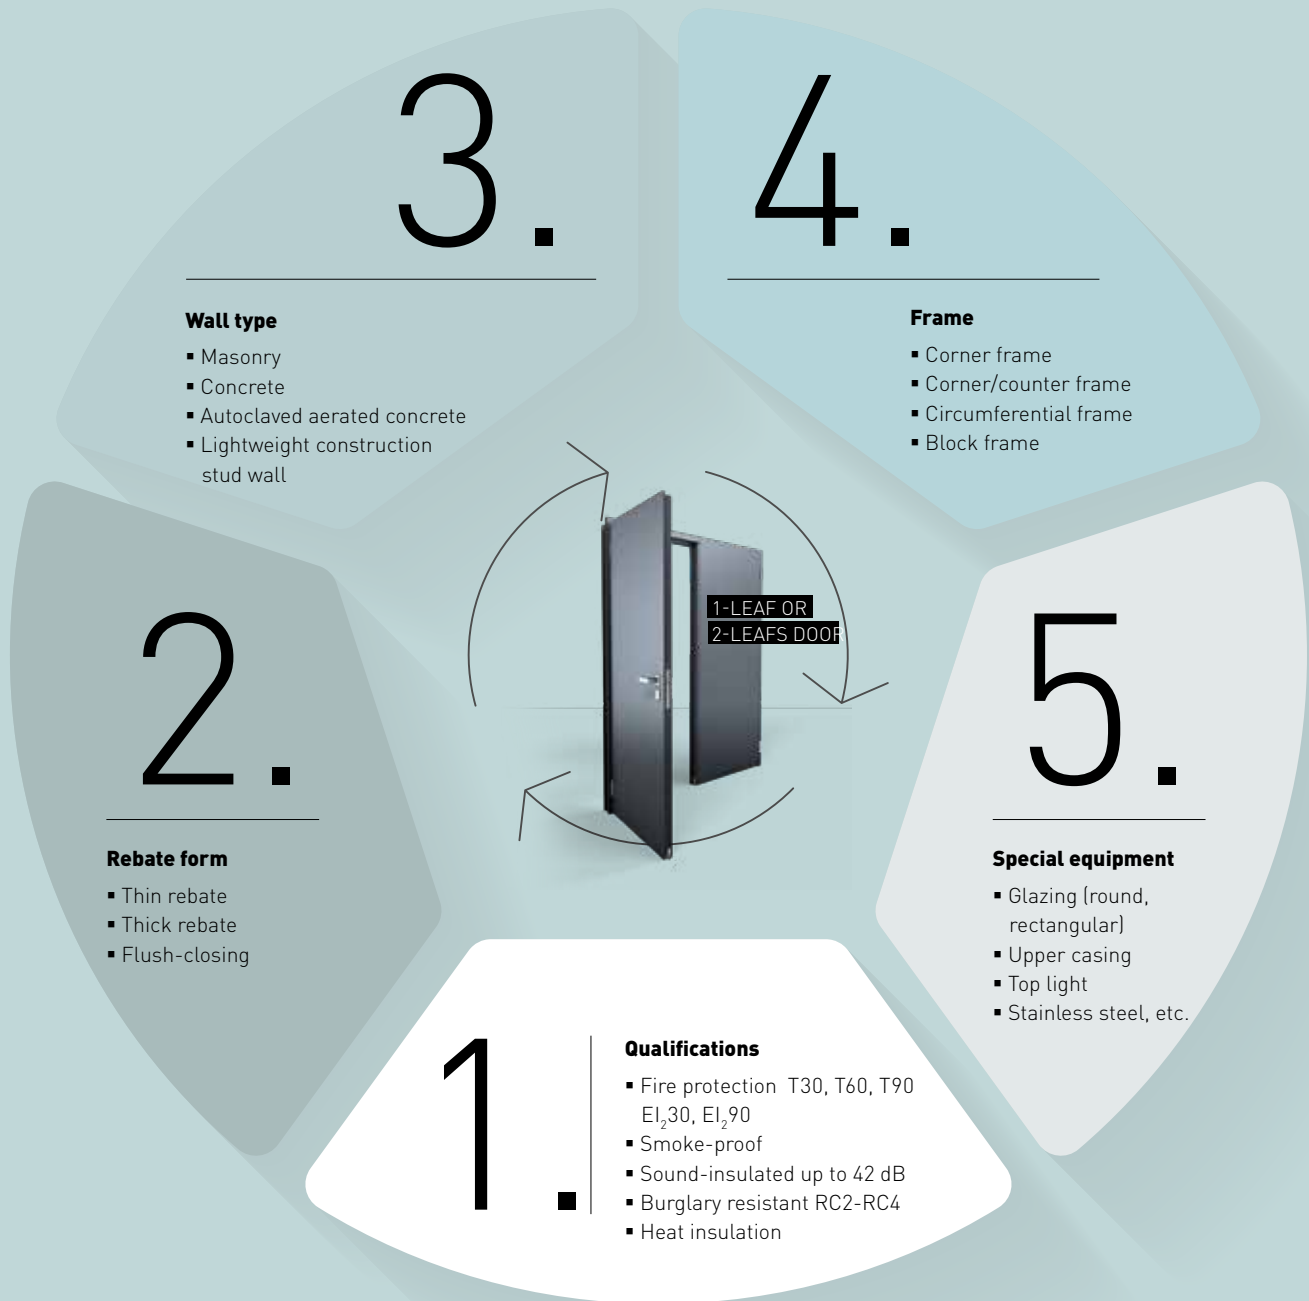 3.
Wall type
▪ Masonry
▪ Concrete
▪ Autoclaved aerated concrete
▪ Lightweight construction
stud wall
4.
Frame
▪ Corner frame
▪ Corner/counter frame
▪ Circumferential frame
▪ Block frame
1-LEAF OR
2-LEAFS DOOR
2.
Rebate form
▪ Thin rebate
▪ Thick rebate
▪ Flush-closing
5.
Special equipment
▪ Glazing (round,
rectangular)
▪ Upper casing
▪ Top light
▪ Stainless steel, etc.
1.
Qualifications
▪ Fire protection  T30, T60, T90
EI₂30, EI₂90
▪ Smoke-proof
▪ Sound-insulated up to 42 dB
▪ Burglary resistant RC2-RC4
▪ Heat insulation